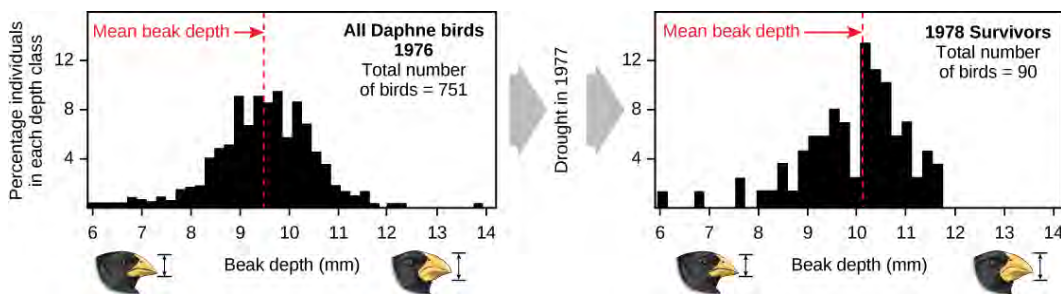 Percentage individuals
in each depth class
12
8
4
Mean beak depth
All Daphne birds
1976
Total number
of birds = 751
6 7 8 9 10 11 12 13 14
Beak depth (mm)
Drought in 1977
12
8
4
Mean beak depth
1978 Survivors
Total number
of birds = 90
6 7 8 9 10 11 12 13 14
Beak depth (mm)